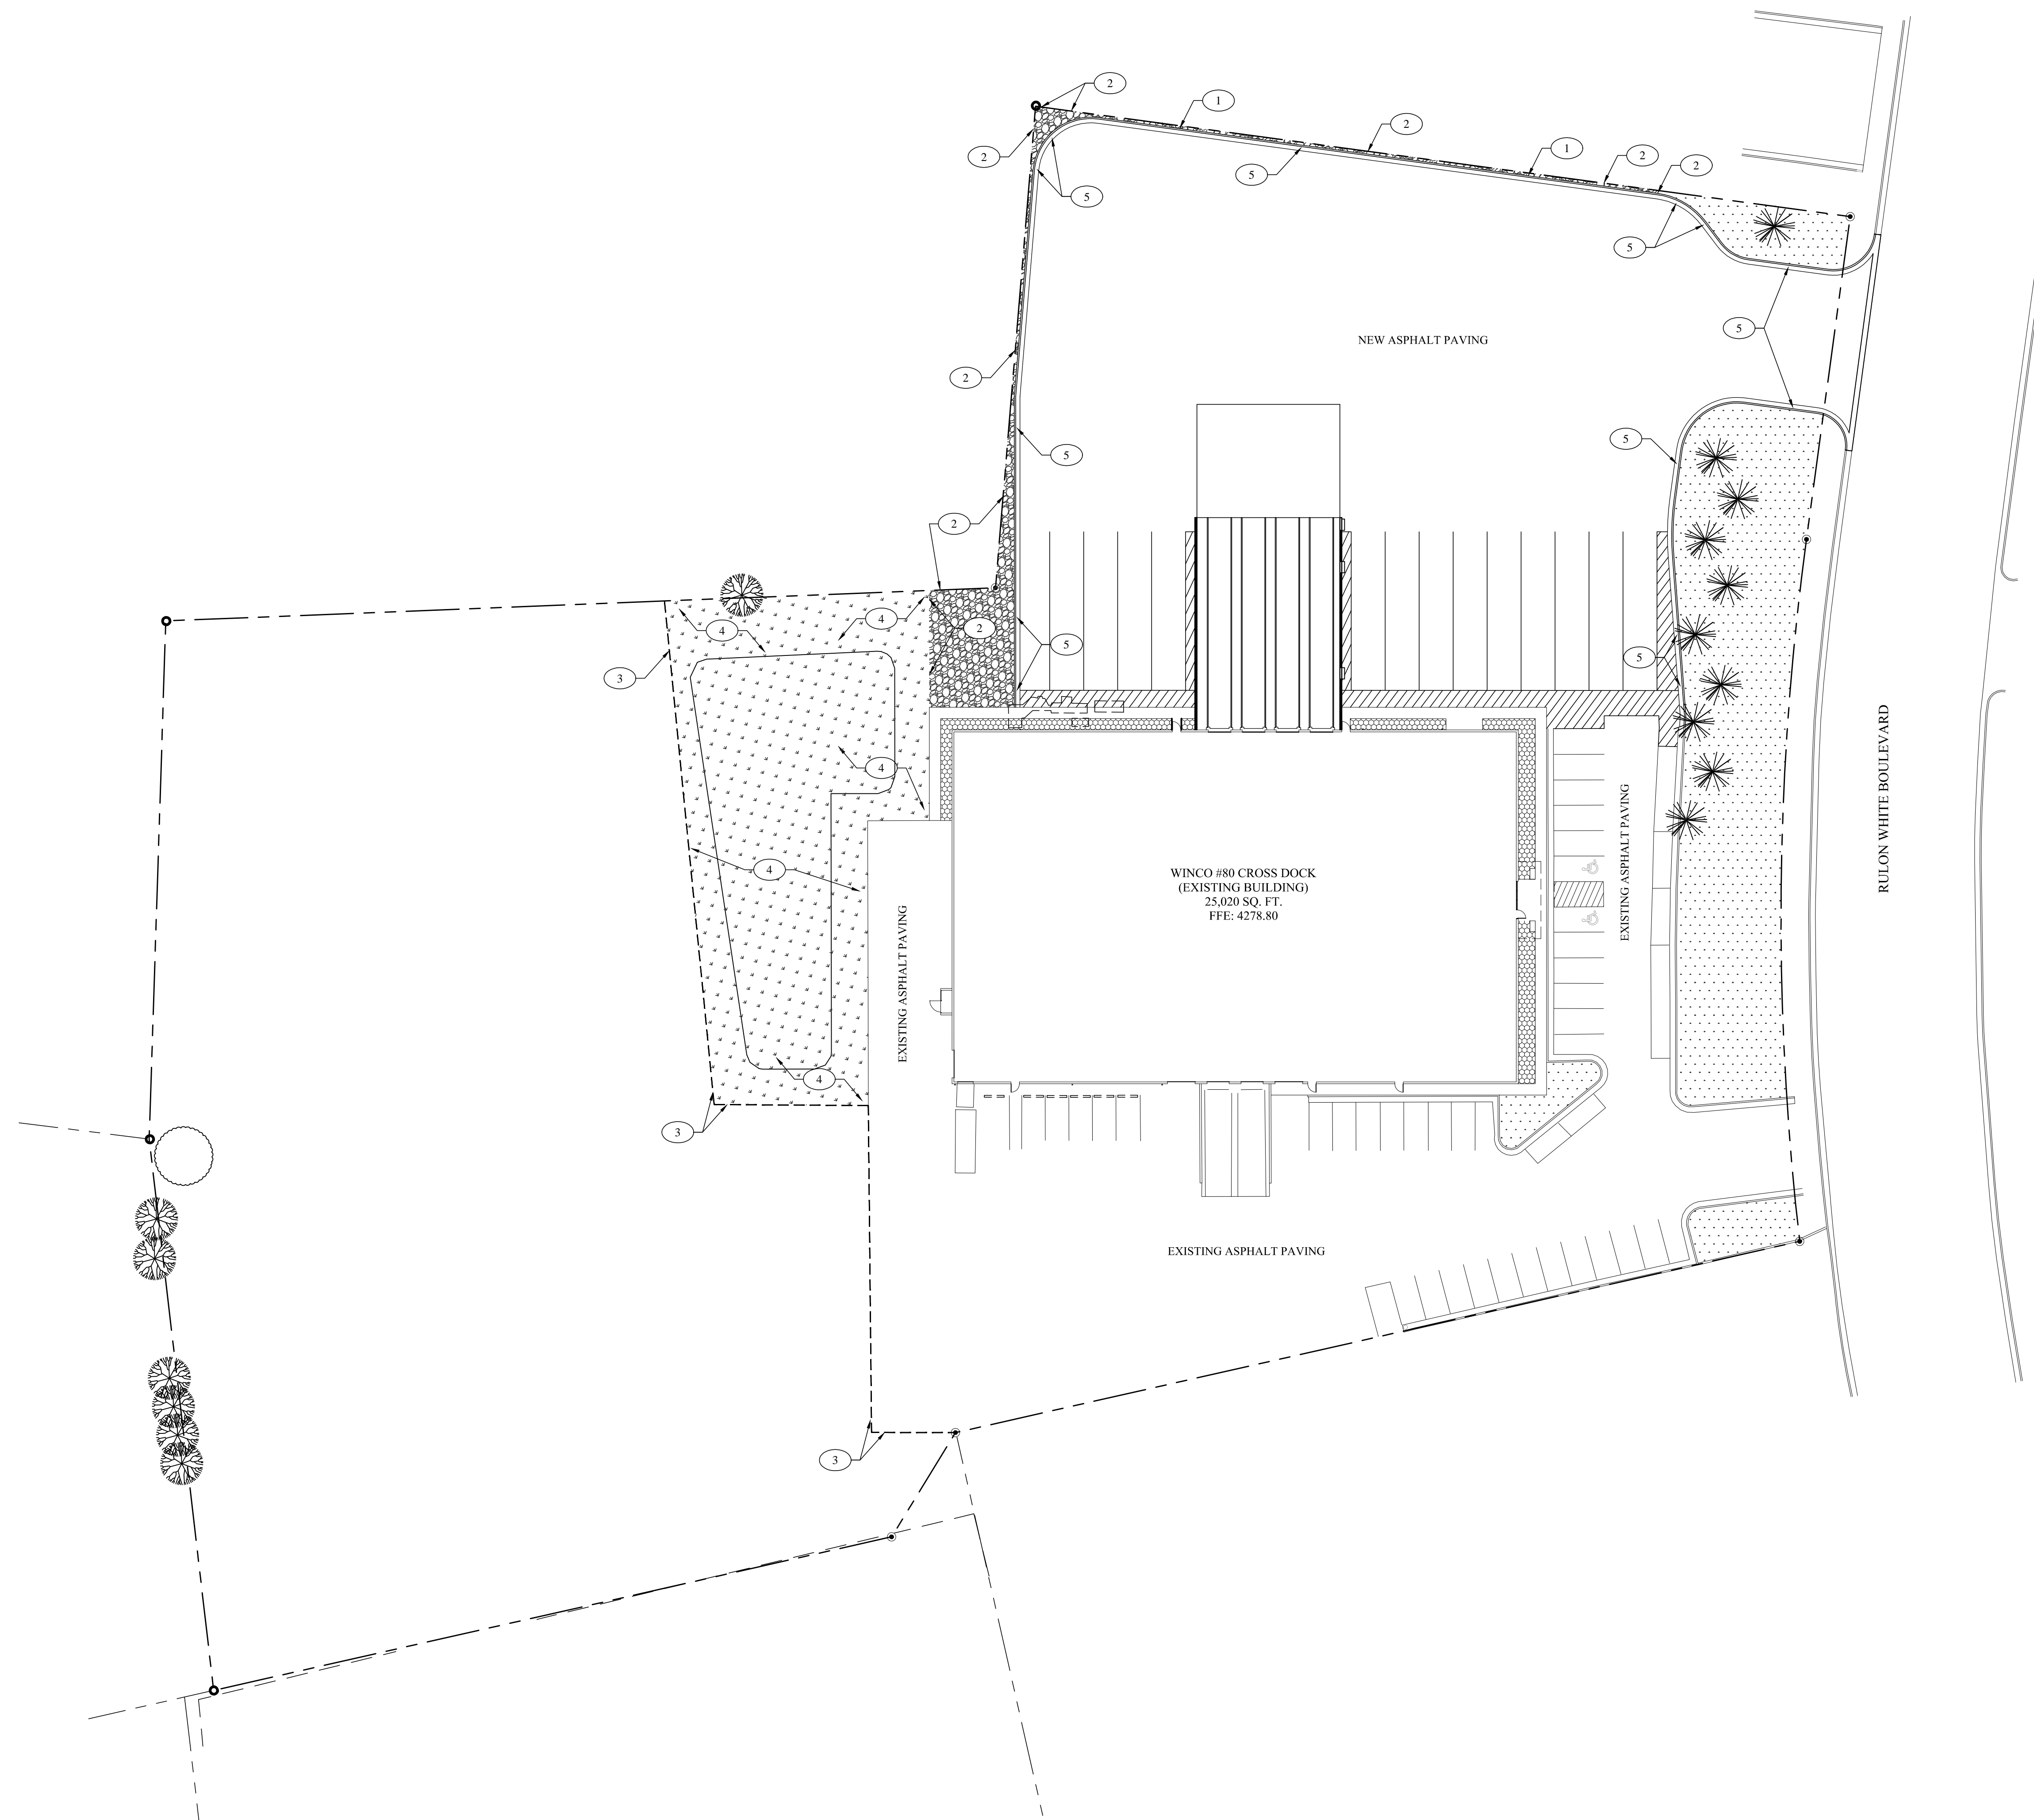 2
1
2
1
2
2
2
5
5
5
5
NEW ASPHALT PAVING
2
5
5
2
4
2
4
5
5
3
4
4
WINCO #80 CROSS DOCK
(EXISTING BUILDING)
25,020 SQ. FT.
FFE: 4278.80
EXISTING ASPHALT PAVING
EXISTING ASPHALT PAVING
RULON WHITE BOULEVARD
4
3
EXISTING ASPHALT PAVING
3